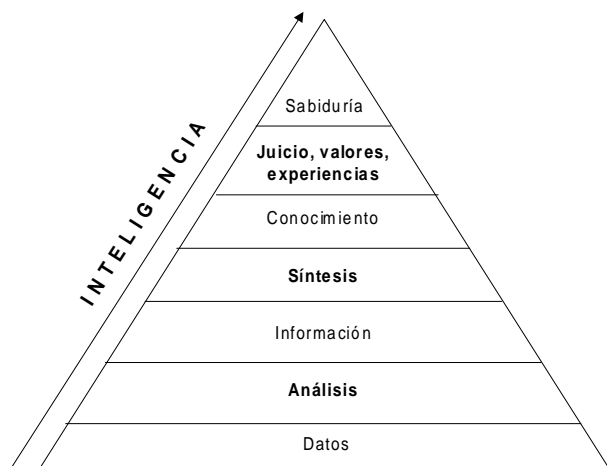 Sabiduría
Juicio, valores,
experiencias
Conocimiento
Síntesis
Información
Análisis
Datos
INTELIGENCIA